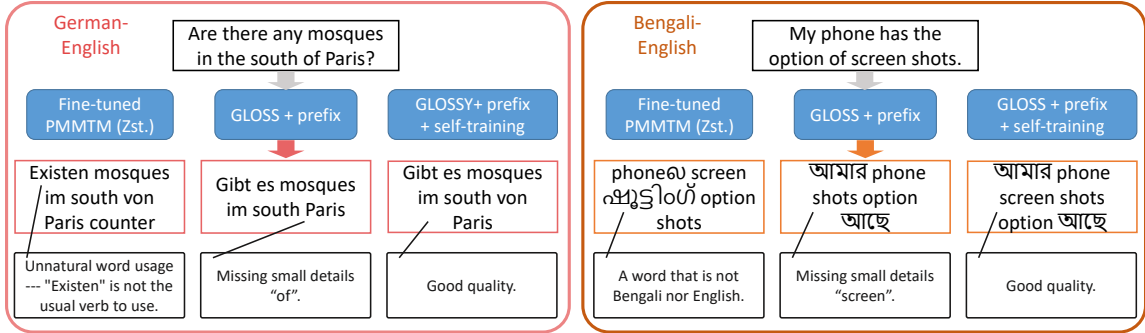 German-
English
Are there any mosques
in the south of Paris?
Fine-tuned
PMMTM (Zst.)
GLOSS + prefix
GLOSSY+ prefix
+ self-training
Existen mosques
im south von
Paris counter
Gibt es mosques
im south Paris
Gibt es mosques
im south von
Paris
Unnatural word usage
--- "Existen" is not the
usual verb to use.
Missing small details
“of”.
Good quality.
Bengali-
English
My phone has the
option of screen shots.
Fine-tuned
PMMTM (Zst.)
GLOSS + prefix
GLOSS + prefix
+ self-training
phoneല screen
ഷൂട്ടിംഗ് option
shots
আমার phone
shots option
আছে
আমার phone
screen shots
option আছে
A word that is not
Bengali nor English.
Missing small details
“screen”.
Good quality.